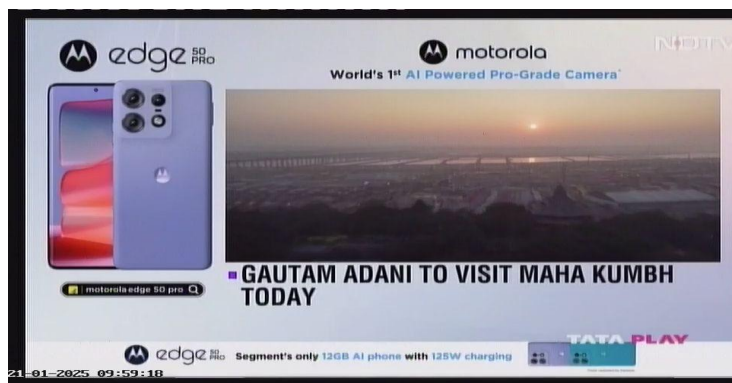 edge 50 PRO
motorola
NDTV
World's 1st AI Powered Pro-Grade Camera*
motorola edge 50 pro
GAUTAM ADANI TO VISIT MAHA KUMBH
TODAY
TATA PLAY
edge 50 PRO Segment's only 12GB AI phone with 125W charging
21-01-2025 09:59:18